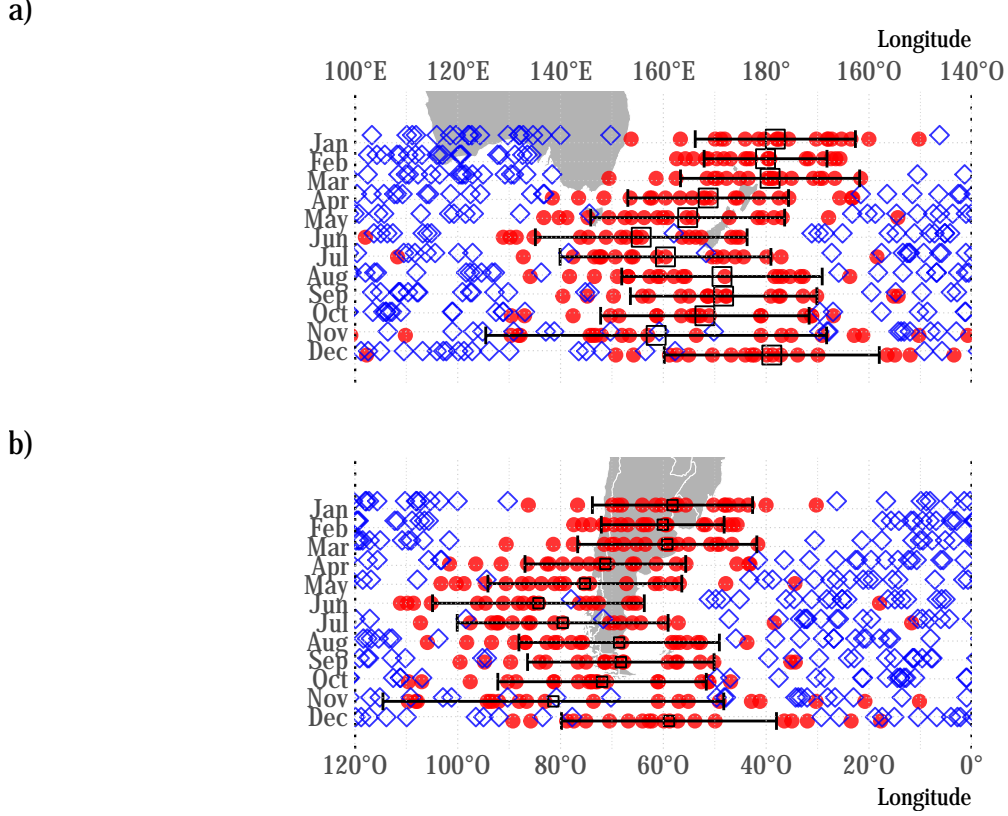 a)
Longitude
100°E 120°E 140°E 160°E 180° 160°O 140°O
Jan
Feb
Mar
Apr
May
Jun
Jul
Aug
Sep
Oct
Nov
Dec
b)
Jan
Feb
Mar
Apr
May
Jun
Jul
Aug
Sep
Oct
Nov
Dec
120°O 100°O 80°O 60°O 40°O 20°O 0°
Longitude